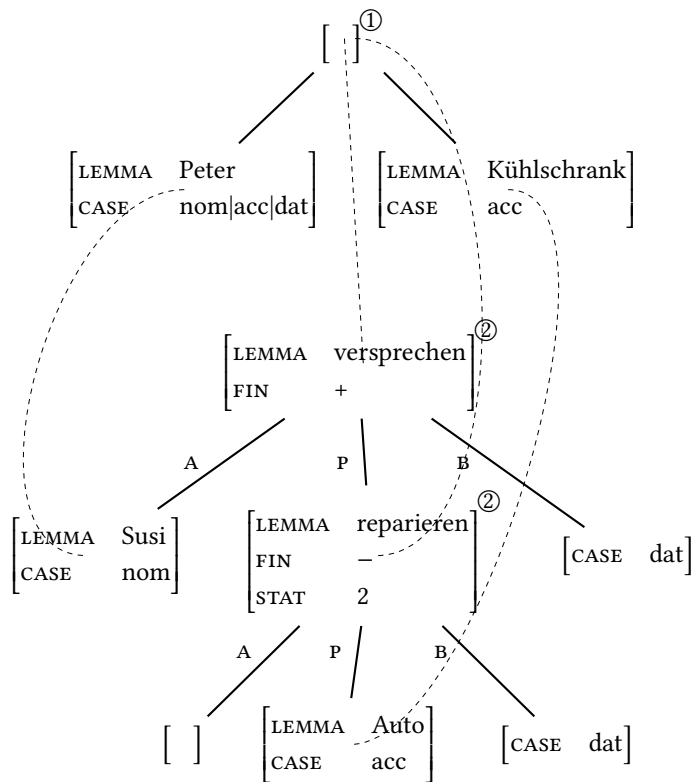 [ ]①
[LEMMA Peter
CASE nom|acc|dat]
[LEMMA Kühlschrank
CASE acc]
[LEMMA versprechen
FIN +]②
A P B
[LEMMA Susi
CASE nom]
[LEMMA reparieren
FIN –
STAT 2]②
[CASE dat]
A P B
[ ]
[LEMMA Auto
CASE acc]
[CASE dat]